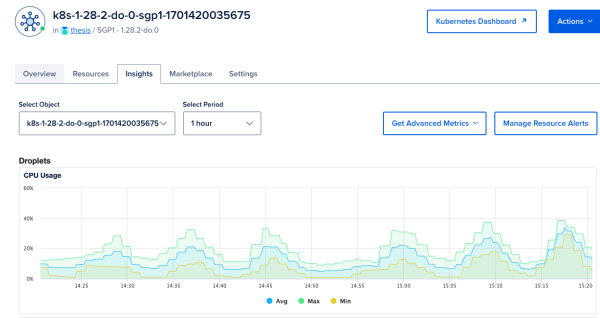 k8s-1-28-2-do-0-sgp1-1701420035675
in thesis / SGP1 - 1.28.2-do.0
Kubernetes Dashboard
Actions
Overview Resources Insights Marketplace Settings
Select Object Select Period
k8s-1-28-2-do-0-sgp1-1701420035675 1 hour Get Advanced Metrics Manage Resource Alerts
Droplets
CPU Usage
60%
40%
20%
0%
14:25 14:30 14:35 14:40 14:45 14:50 14:55 15:00 15:05 15:10 15:15 15:20
Avg Max Min